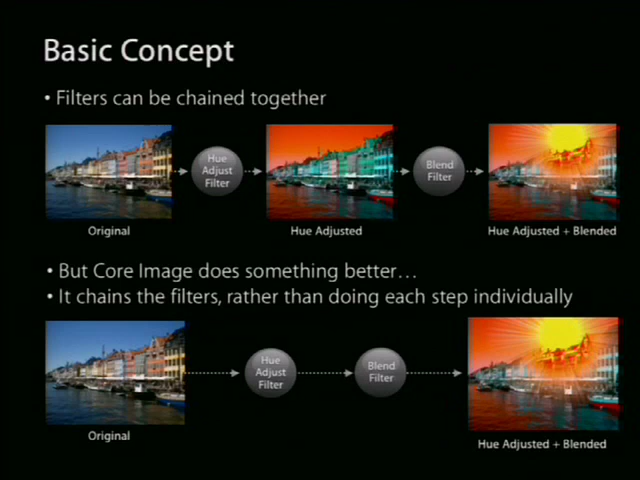 Basic Concept
• Filters can be chained together
Hue
Adjust
Filter
Blend
Filter
Original
Hue Adjusted
Hue Adjusted + Blended
• But Core Image does something better…
• It chains the filters, rather than doing each step individually
Hue
Adjust
Filter
Blend
Filter
Original
Hue Adjusted + Blended